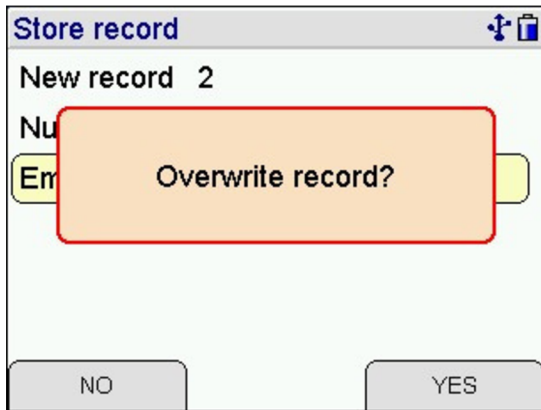 Store record
New record 2
Nu
Em
Overwrite record?
NO
YES